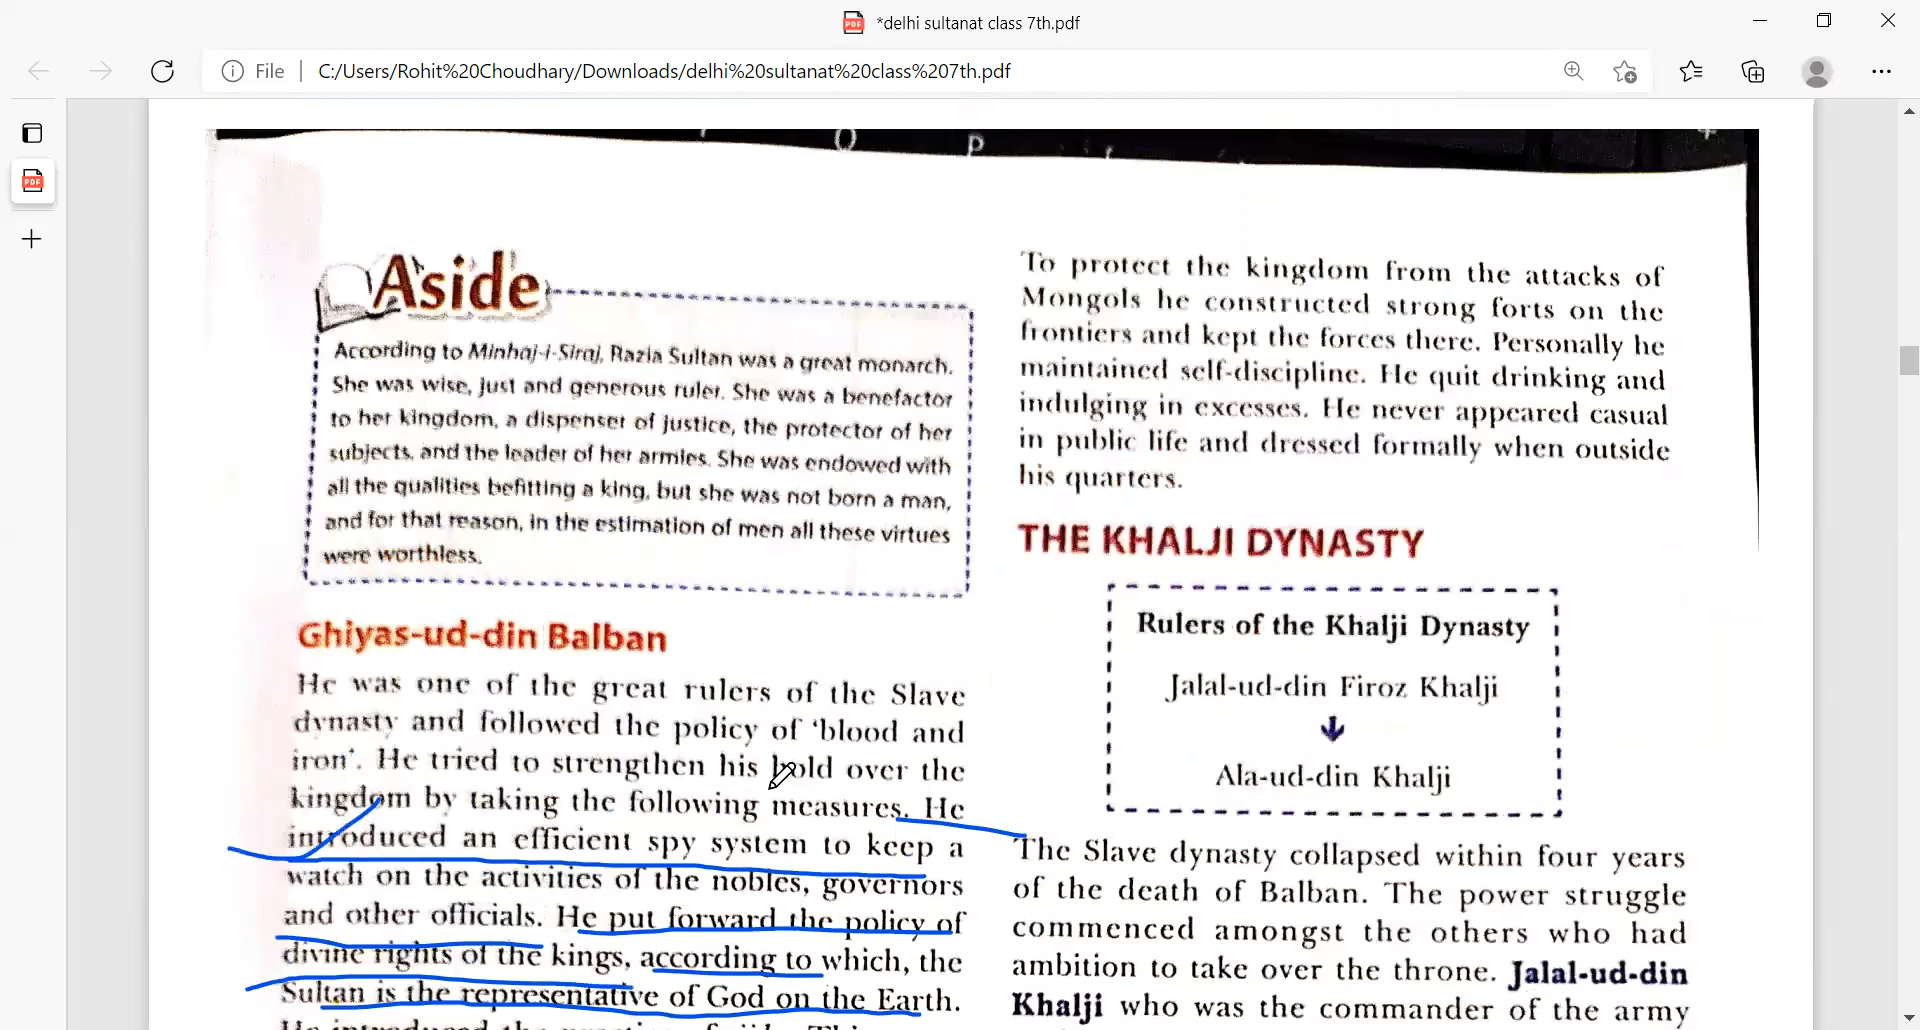 *delhi sultanat class 7th.pdf
File
C:/Users/Rohit%20Choudhary/Downloads/delhi%20sultanat%20class%207th.pdf
PDF
O P
Aside
According to Minhaj-i-Siraj, Razia Sultan was a great monarch.
She was wise, just and generous ruler. She was a benefactor
to her kingdom, a dispenser of justice, the protector of her
subjects, and the leader of her armies. She was endowed with
all the qualities befitting a king, but she was not born a man,
and for that reason, in the estimation of men all these virtues
were worthless.
Ghiyas-ud-din Balban
He was one of the great rulers of the Slave
dynasty and followed the policy of 'blood and
iron'. He tried to strengthen his hold over the
kingdom by taking the following measures. He
introduced an efficient spy system to keep a
watch on the activities of the nobles, governors
and other officials. He put forward the policy of
divine rights of the kings, according to which, the
Sultan is the representative of God on the Earth.
He introduced the
To protect the kingdom from the attacks of
Mongols he constructed strong forts on the
frontiers and kept the forces there. Personally he
maintained self-discipline. He quit drinking and
indulging in excesses. He never appeared casual
in public life and dressed formally when outside
his quarters.
THE KHALJI DYNASTY
Rulers of the Khalji Dynasty
Jalal-ud-din Firoz Khalji
Ala-ud-din Khalji
The Slave dynasty collapsed within four years
of the death of Balban. The power struggle
commenced amongst the others who had
ambition to take over the throne. Jalal-ud-din
Khalji who was the commander of the army